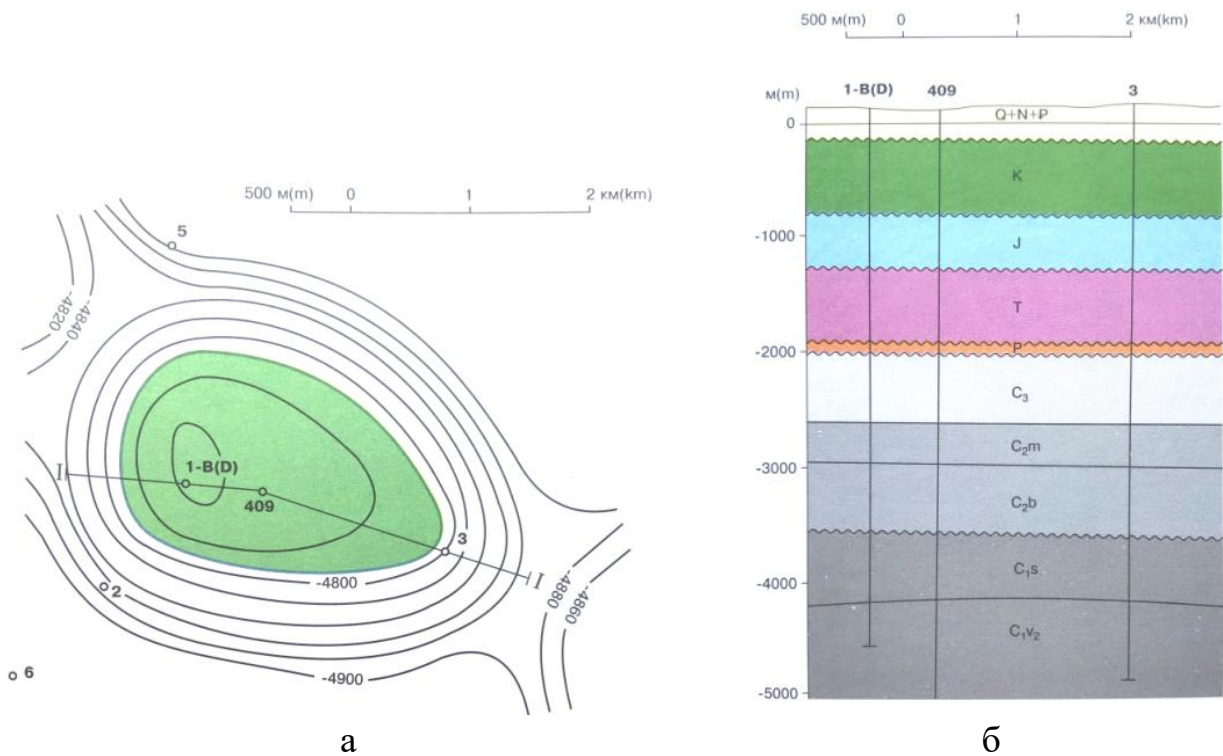 500 м(m) 0 1 2 км(km)
5
-4820
-4840
1-В(D)
I
409
3
I
-4800
2
-4880
-4860
-4900
6
а
500 м(m) 0 1 2 км(km)
м(m) 1-В(D) 409 3
0
Q+N+₽
K
-1000
J
T
P
-2000
C₃
C₂m
-3000
C₂b
C₁s
-4000
C₁v₂
-5000
б